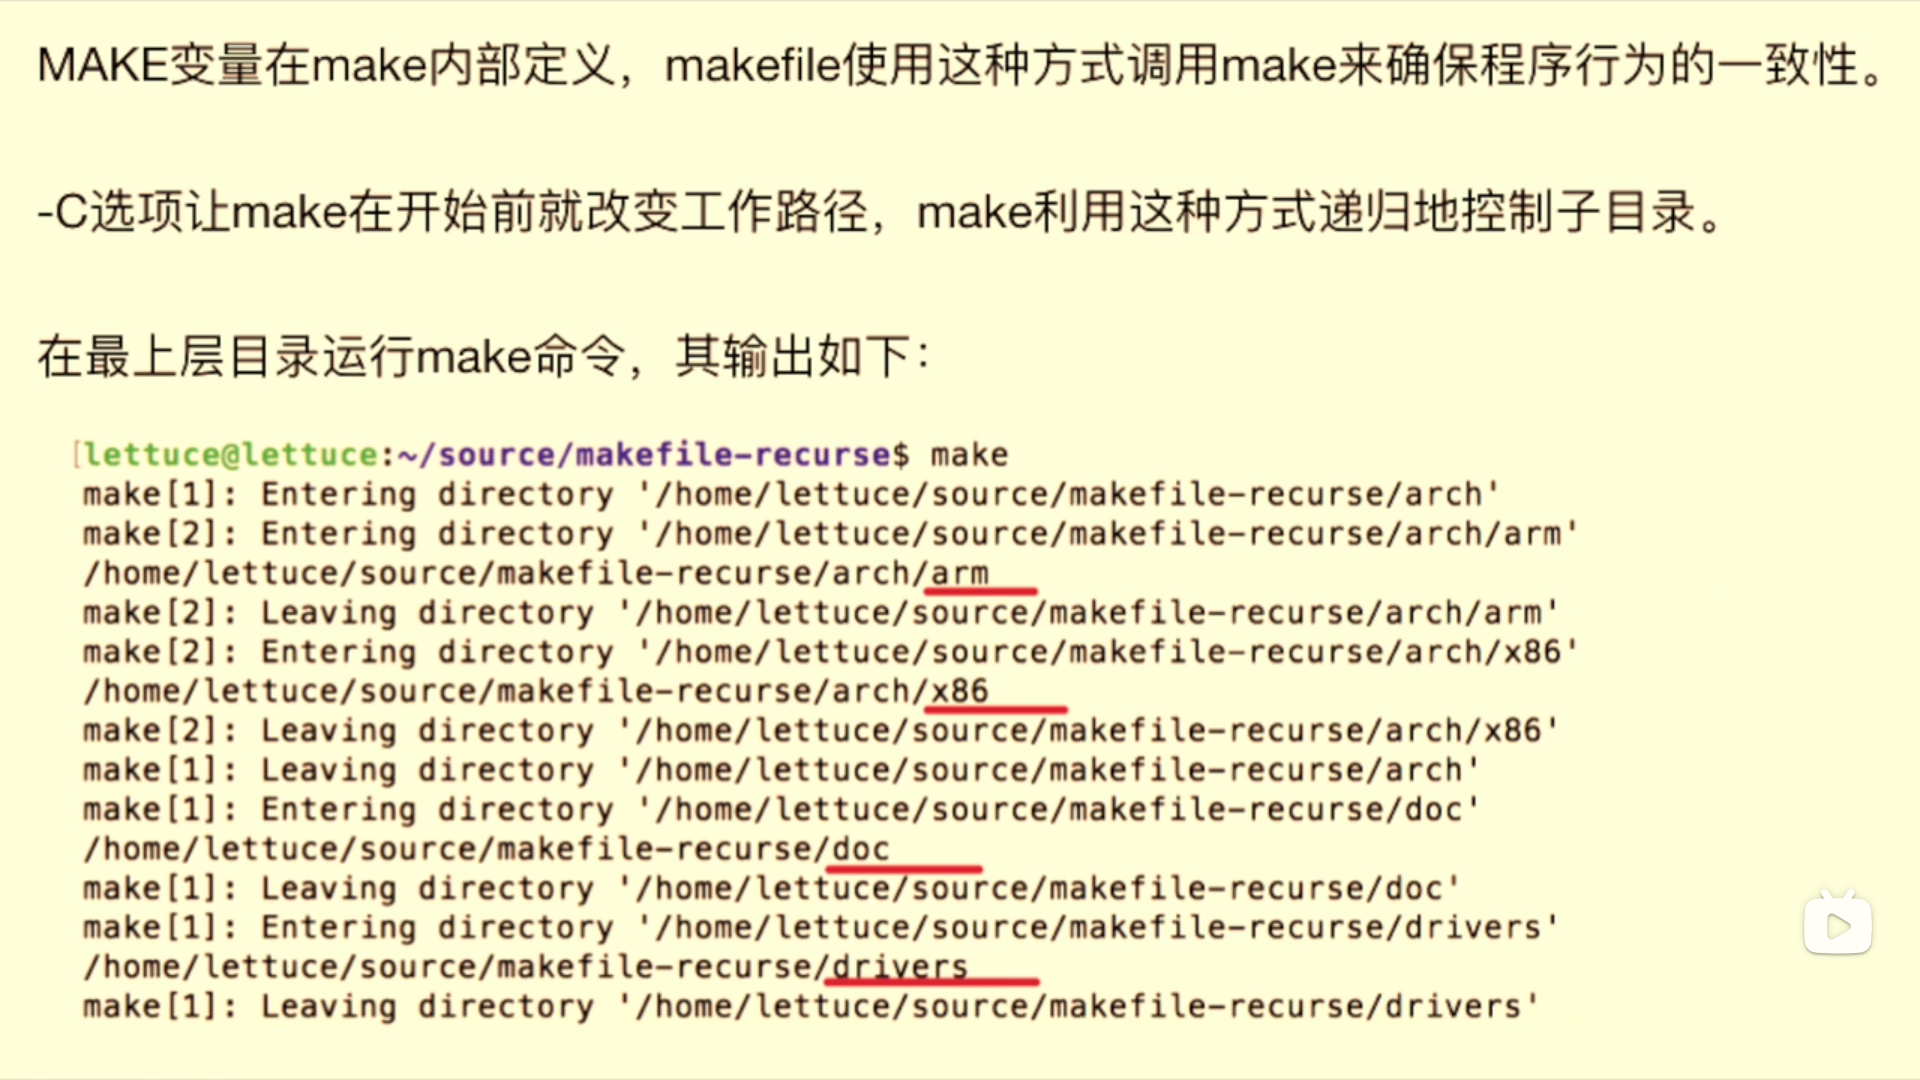 MAKE变量在make内部定义，makefile使用这种方式调用make来确保程序行为的一致性。
-C选项让make在开始前就改变工作路径，make利用这种方式递归地控制子目录。
在最上层目录运行make命令，其输出如下：
[lettuce@lettuce:~/source/makefile-recurse$ make
make[1]: Entering directory '/home/lettuce/source/makefile-recurse/arch'
make[2]: Entering directory '/home/lettuce/source/makefile-recurse/arch/arm'
/home/lettuce/source/makefile-recurse/arch/arm
make[2]: Leaving directory '/home/lettuce/source/makefile-recurse/arch/arm'
make[2]: Entering directory '/home/lettuce/source/makefile-recurse/arch/x86'
/home/lettuce/source/makefile-recurse/arch/x86
make[2]: Leaving directory '/home/lettuce/source/makefile-recurse/arch/x86'
make[1]: Leaving directory '/home/lettuce/source/makefile-recurse/arch'
make[1]: Entering directory '/home/lettuce/source/makefile-recurse/doc'
/home/lettuce/source/makefile-recurse/doc
make[1]: Leaving directory '/home/lettuce/source/makefile-recurse/doc'
make[1]: Entering directory '/home/lettuce/source/makefile-recurse/drivers'
/home/lettuce/source/makefile-recurse/drivers
make[1]: Leaving directory '/home/lettuce/source/makefile-recurse/drivers'